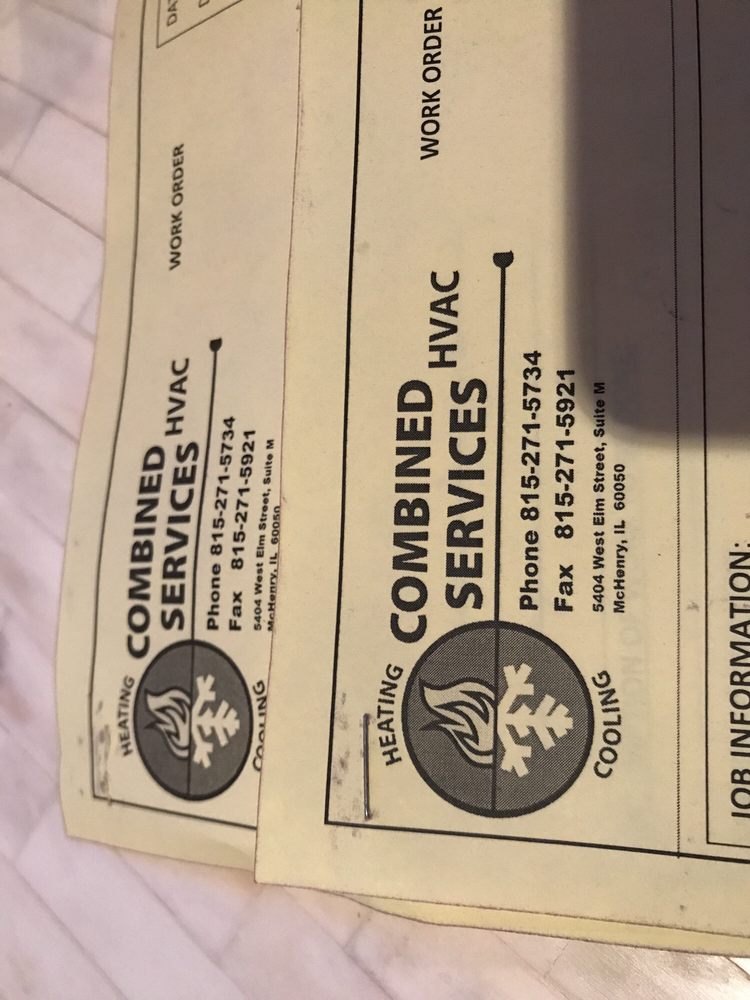 DA
WORK ORDER
HEATING
COMBINED
SERVICES HVAC
Phone 815-271-5734
Fax 815-271-5921
5404 West Elm Street, Suite M
McHenry, IL 60050
COOLING
WORK ORDER
HEATING
COMBINED
SERVICES HVAC
Phone 815-271-5734
Fax 815-271-5921
5404 West Elm Street, Suite M
McHenry, IL 60050
COOLING
JOB INFORMATION: